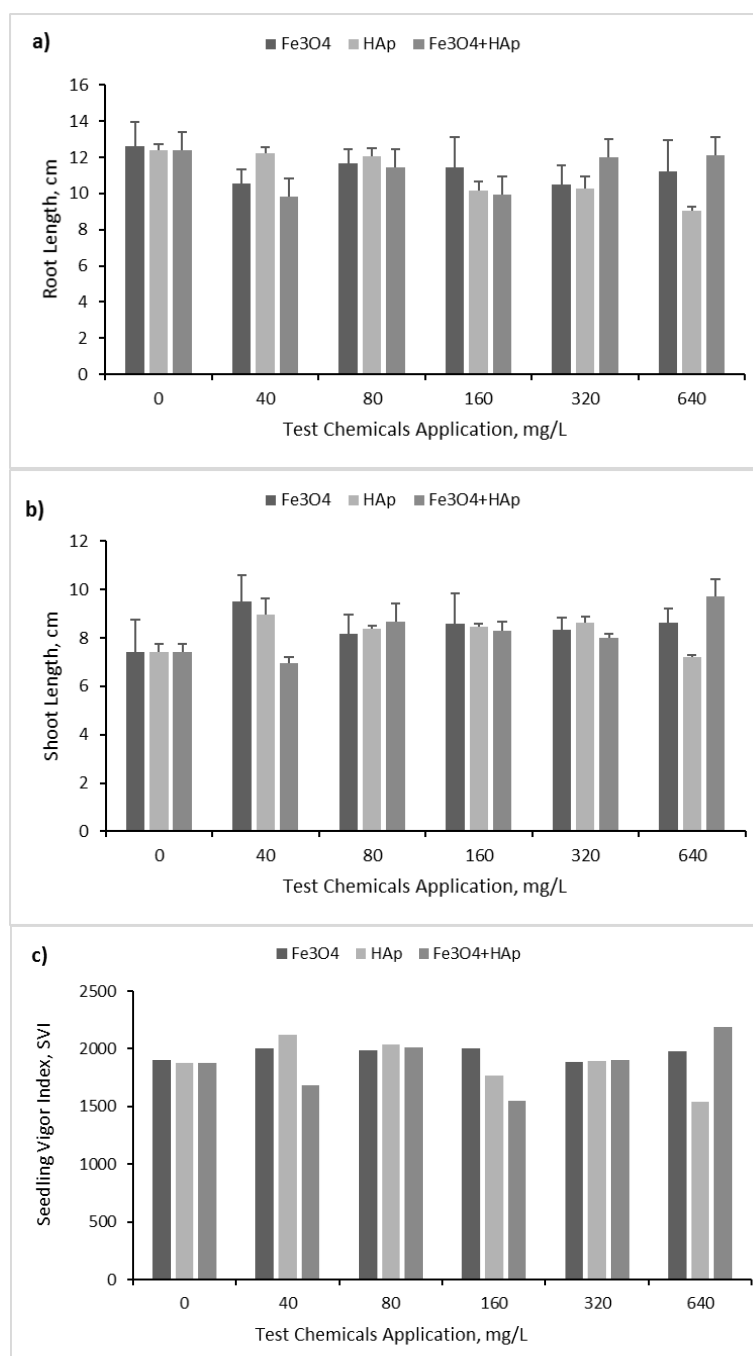 a)
Fe3O4 HAp Fe3O4+HAp
16
14
12
10
8
6
4
2
0
Root Length, cm
0 40 80 160 320 640
Test Chemicals Application, mg/L
b)
Fe3O4 HAp Fe3O4+HAp
12
10
8
6
4
2
0
Shoot Length, cm
0 40 80 160 320 640
Test Chemicals Application, mg/L
c)
Fe3O4 HAp Fe3O4+HAp
2500
2000
1500
1000
500
0
Seedling Vigor Index, SVI
0 40 80 160 320 640
Test Chemicals Application, mg/L